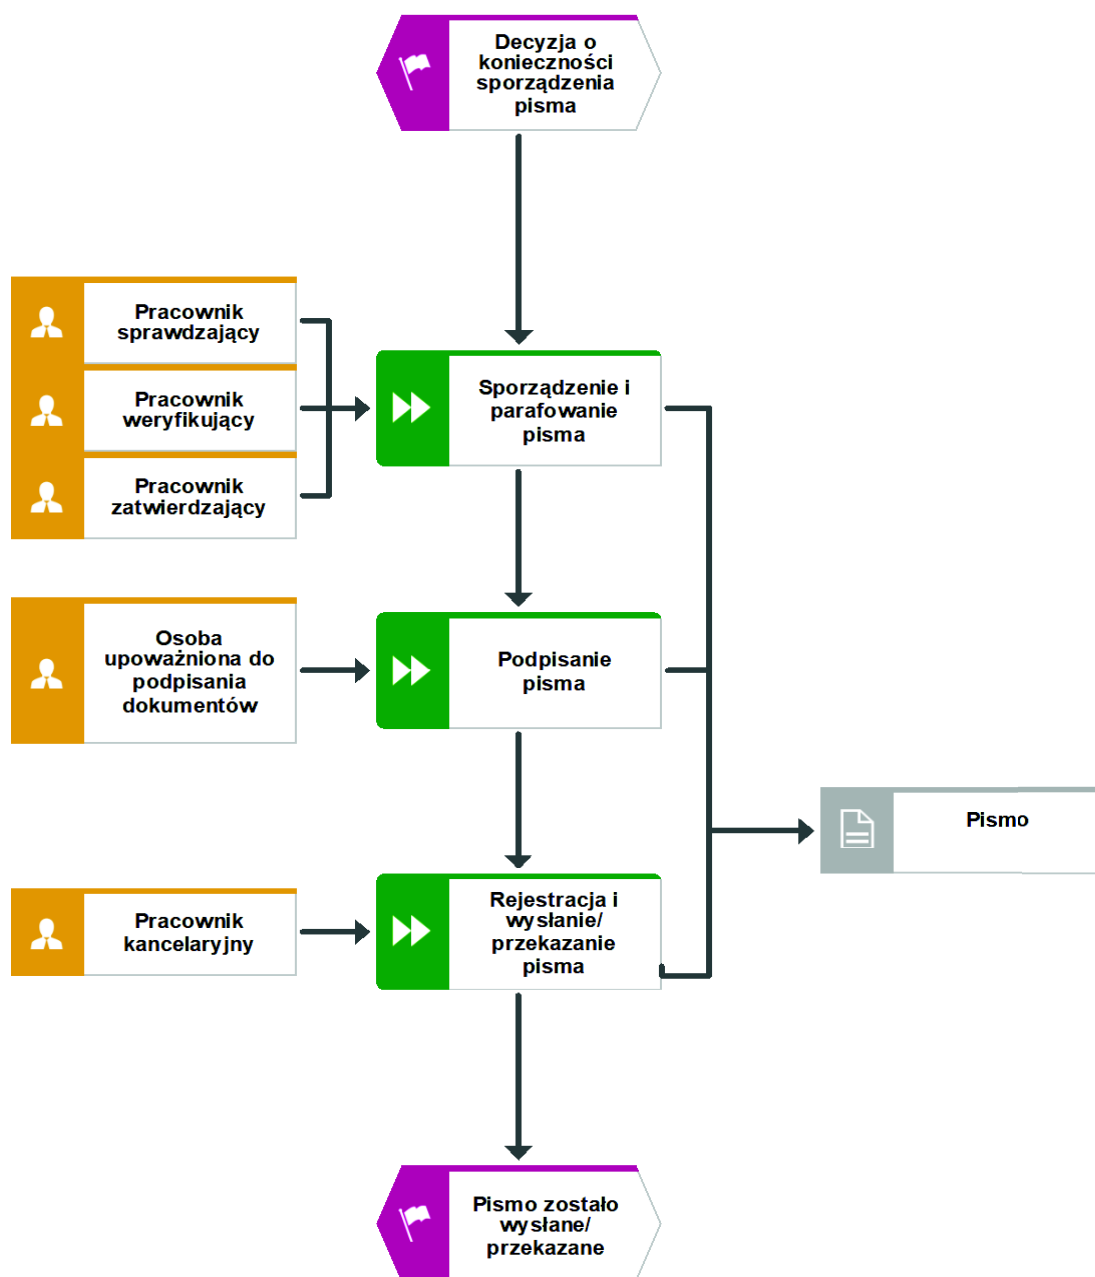 Decyzja o
konieczności
sporządzenia
pisma
Pracownik
sprawdzający
Pracownik
weryfikujący
Pracownik
zatwierdzający
Sporządzenie i
parafowanie
pisma
Osoba
upoważniona do
podpisania
dokumentów
Podpisanie
pisma
Pismo
Pracownik
kancelaryjny
Rejestracja i
wysłanie/
przekazanie
pisma
Pismo zostało
wysłane/
przekazane